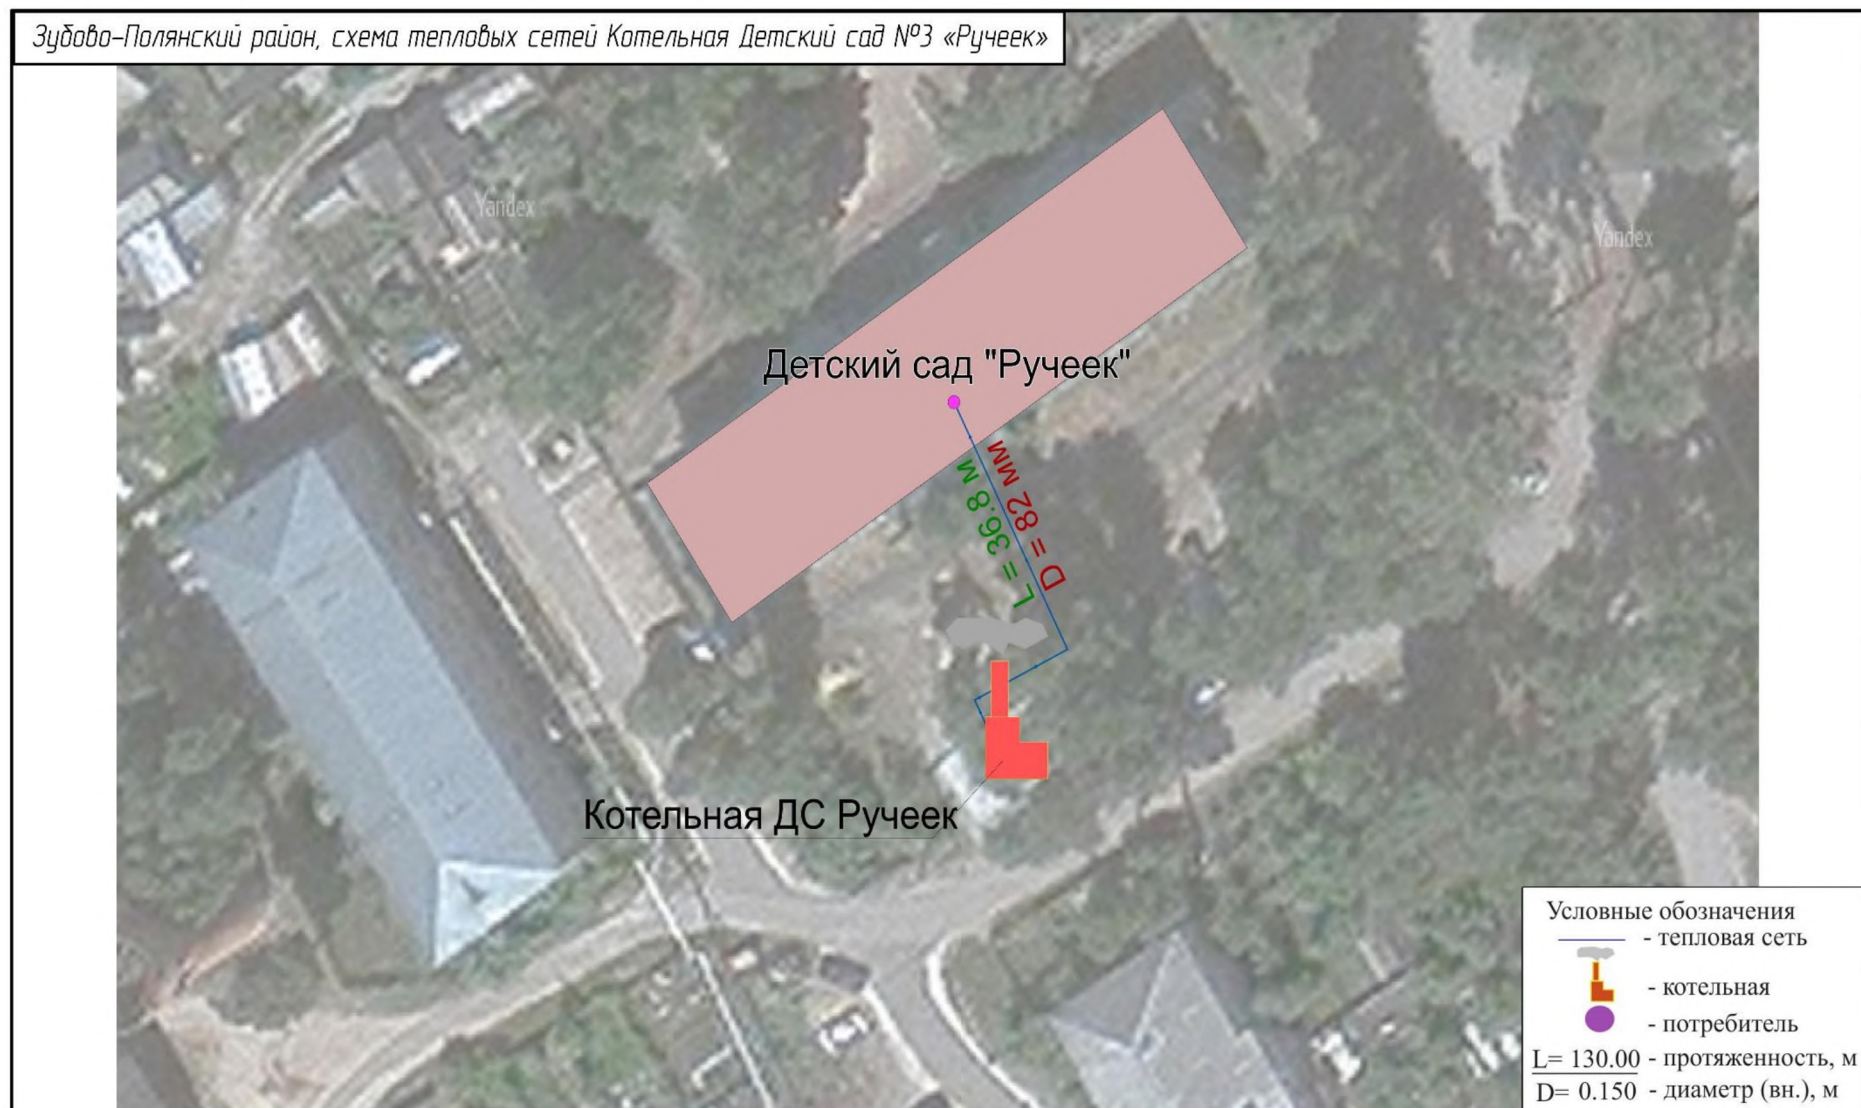 Зубово-Полянский район, схема тепловых сетей Котельная Детский сад №3 «Ручеек»
Yandex
Yandex
Детский сад "Ручеек"
L = 36.8 м
D = 82 мм
Котельная ДС Ручеек
Условные обозначения
- тепловая сеть
- котельная
- потребитель
L= 130.00 - протяженность, м
D= 0.150 - диаметр (вн.), м